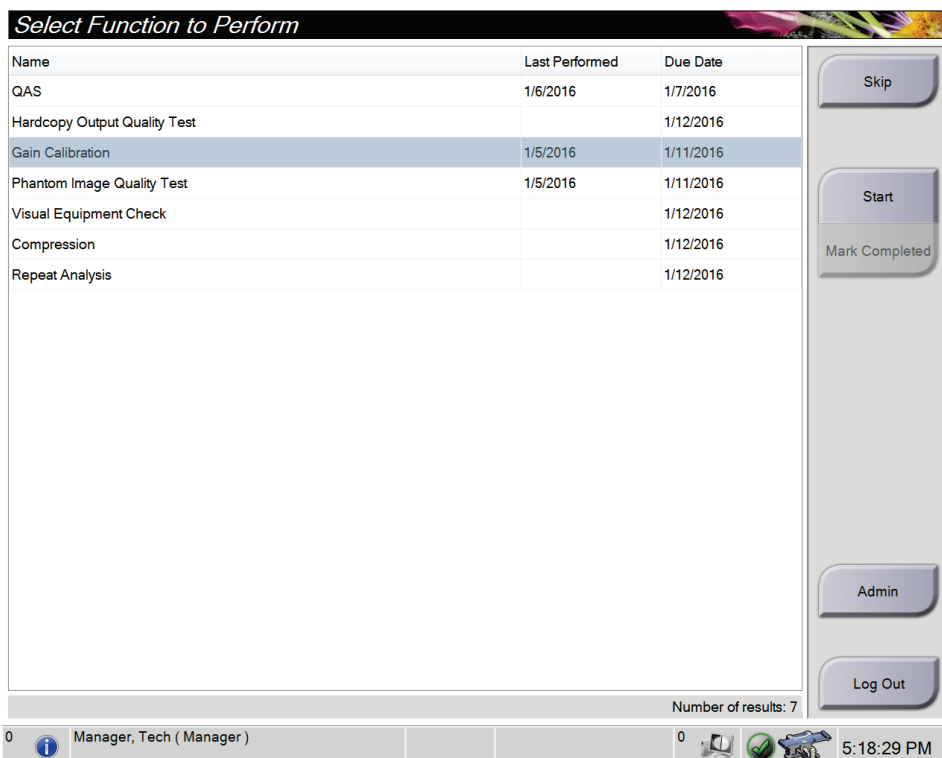 Select Function to Perform
Name Last Performed Due Date
QAS 1/6/2016 1/7/2016
Hardcopy Output Quality Test 1/12/2016
Gain Calibration 1/5/2016 1/11/2016
Phantom Image Quality Test 1/5/2016 1/11/2016
Visual Equipment Check 1/12/2016
Compression 1/12/2016
Repeat Analysis 1/12/2016
Number of results: 7
Skip
Start
Mark Completed
Admin
Log Out
0 i Manager, Tech ( Manager ) 0 5:18:29 PM